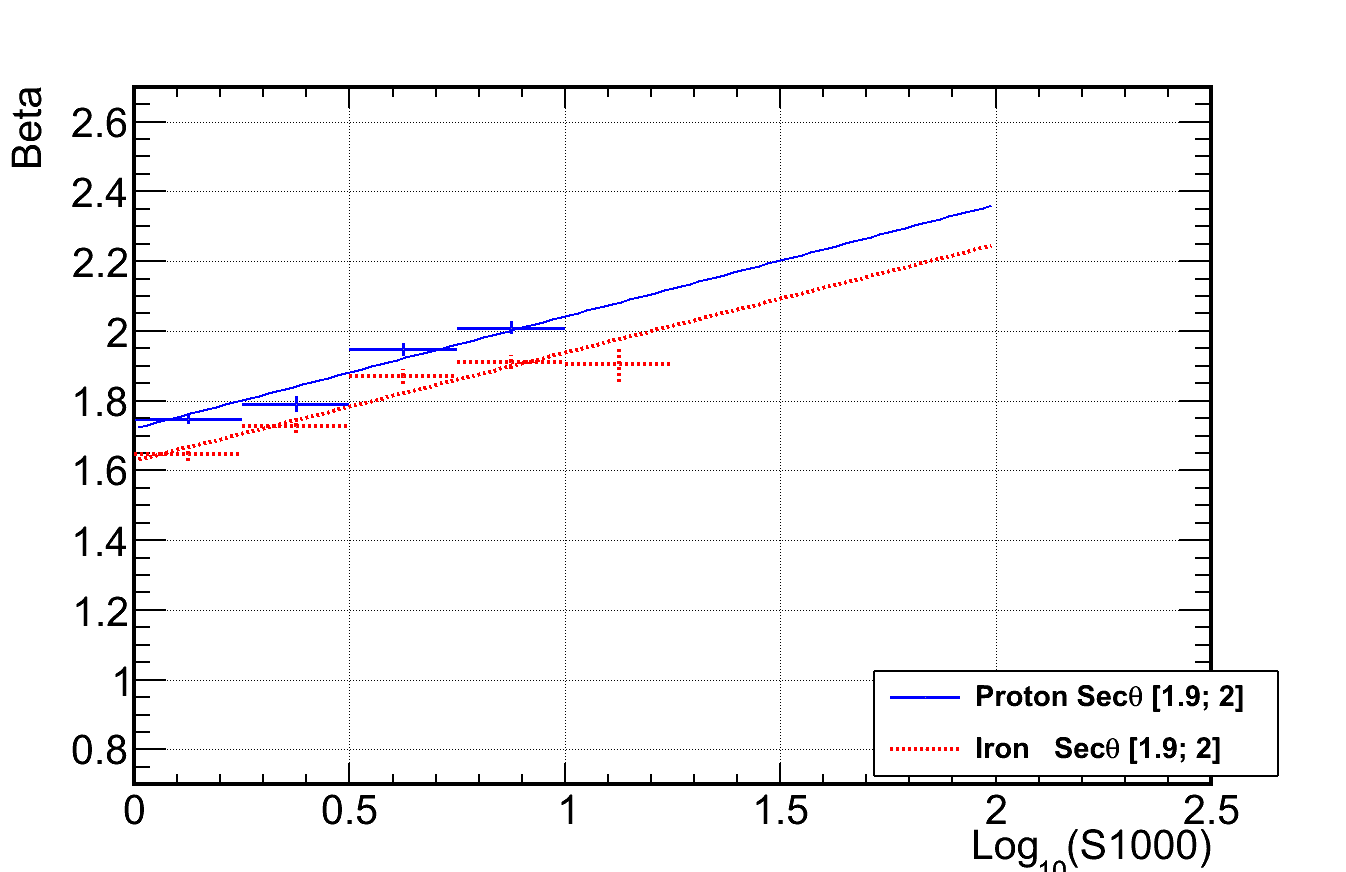 Beta
2.6
2.4
2.2
2
1.8
1.6
1.4
1.2
1
0.8
Proton Secθ [1.9; 2]
Iron Secθ [1.9; 2]
0 0.5 1 1.5 2 2.5
Log10(S1000)